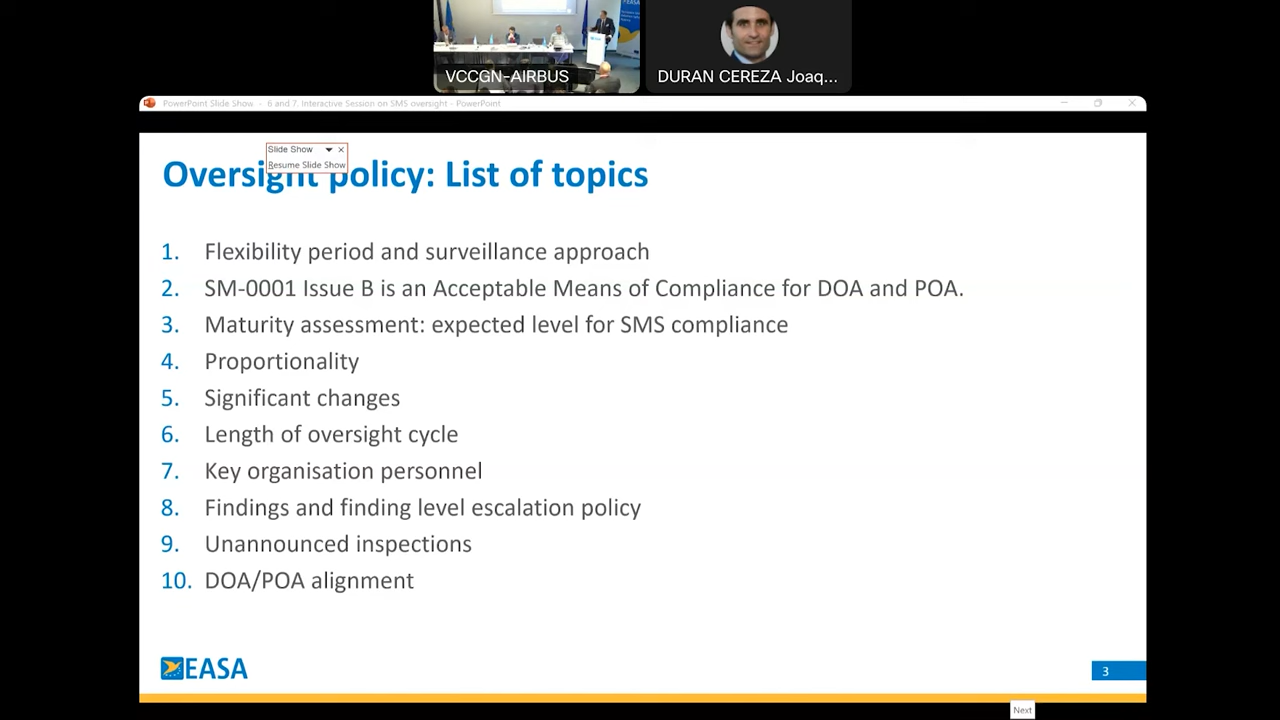 EASA
VCCGN-AIRBUS
DURAN CEREZA Joaq...
PowerPoint Slide Show - 6 and 7. Interactive Session on SMS oversight - PowerPoint
Slide Show
Resume Slide Show
Oversight policy: List of topics
1. Flexibility period and surveillance approach
2. SM-0001 Issue B is an Acceptable Means of Compliance for DOA and POA.
3. Maturity assessment: expected level for SMS compliance
4. Proportionality
5. Significant changes
6. Length of oversight cycle
7. Key organisation personnel
8. Findings and finding level escalation policy
9. Unannounced inspections
10. DOA/POA alignment
EASA
3
Next